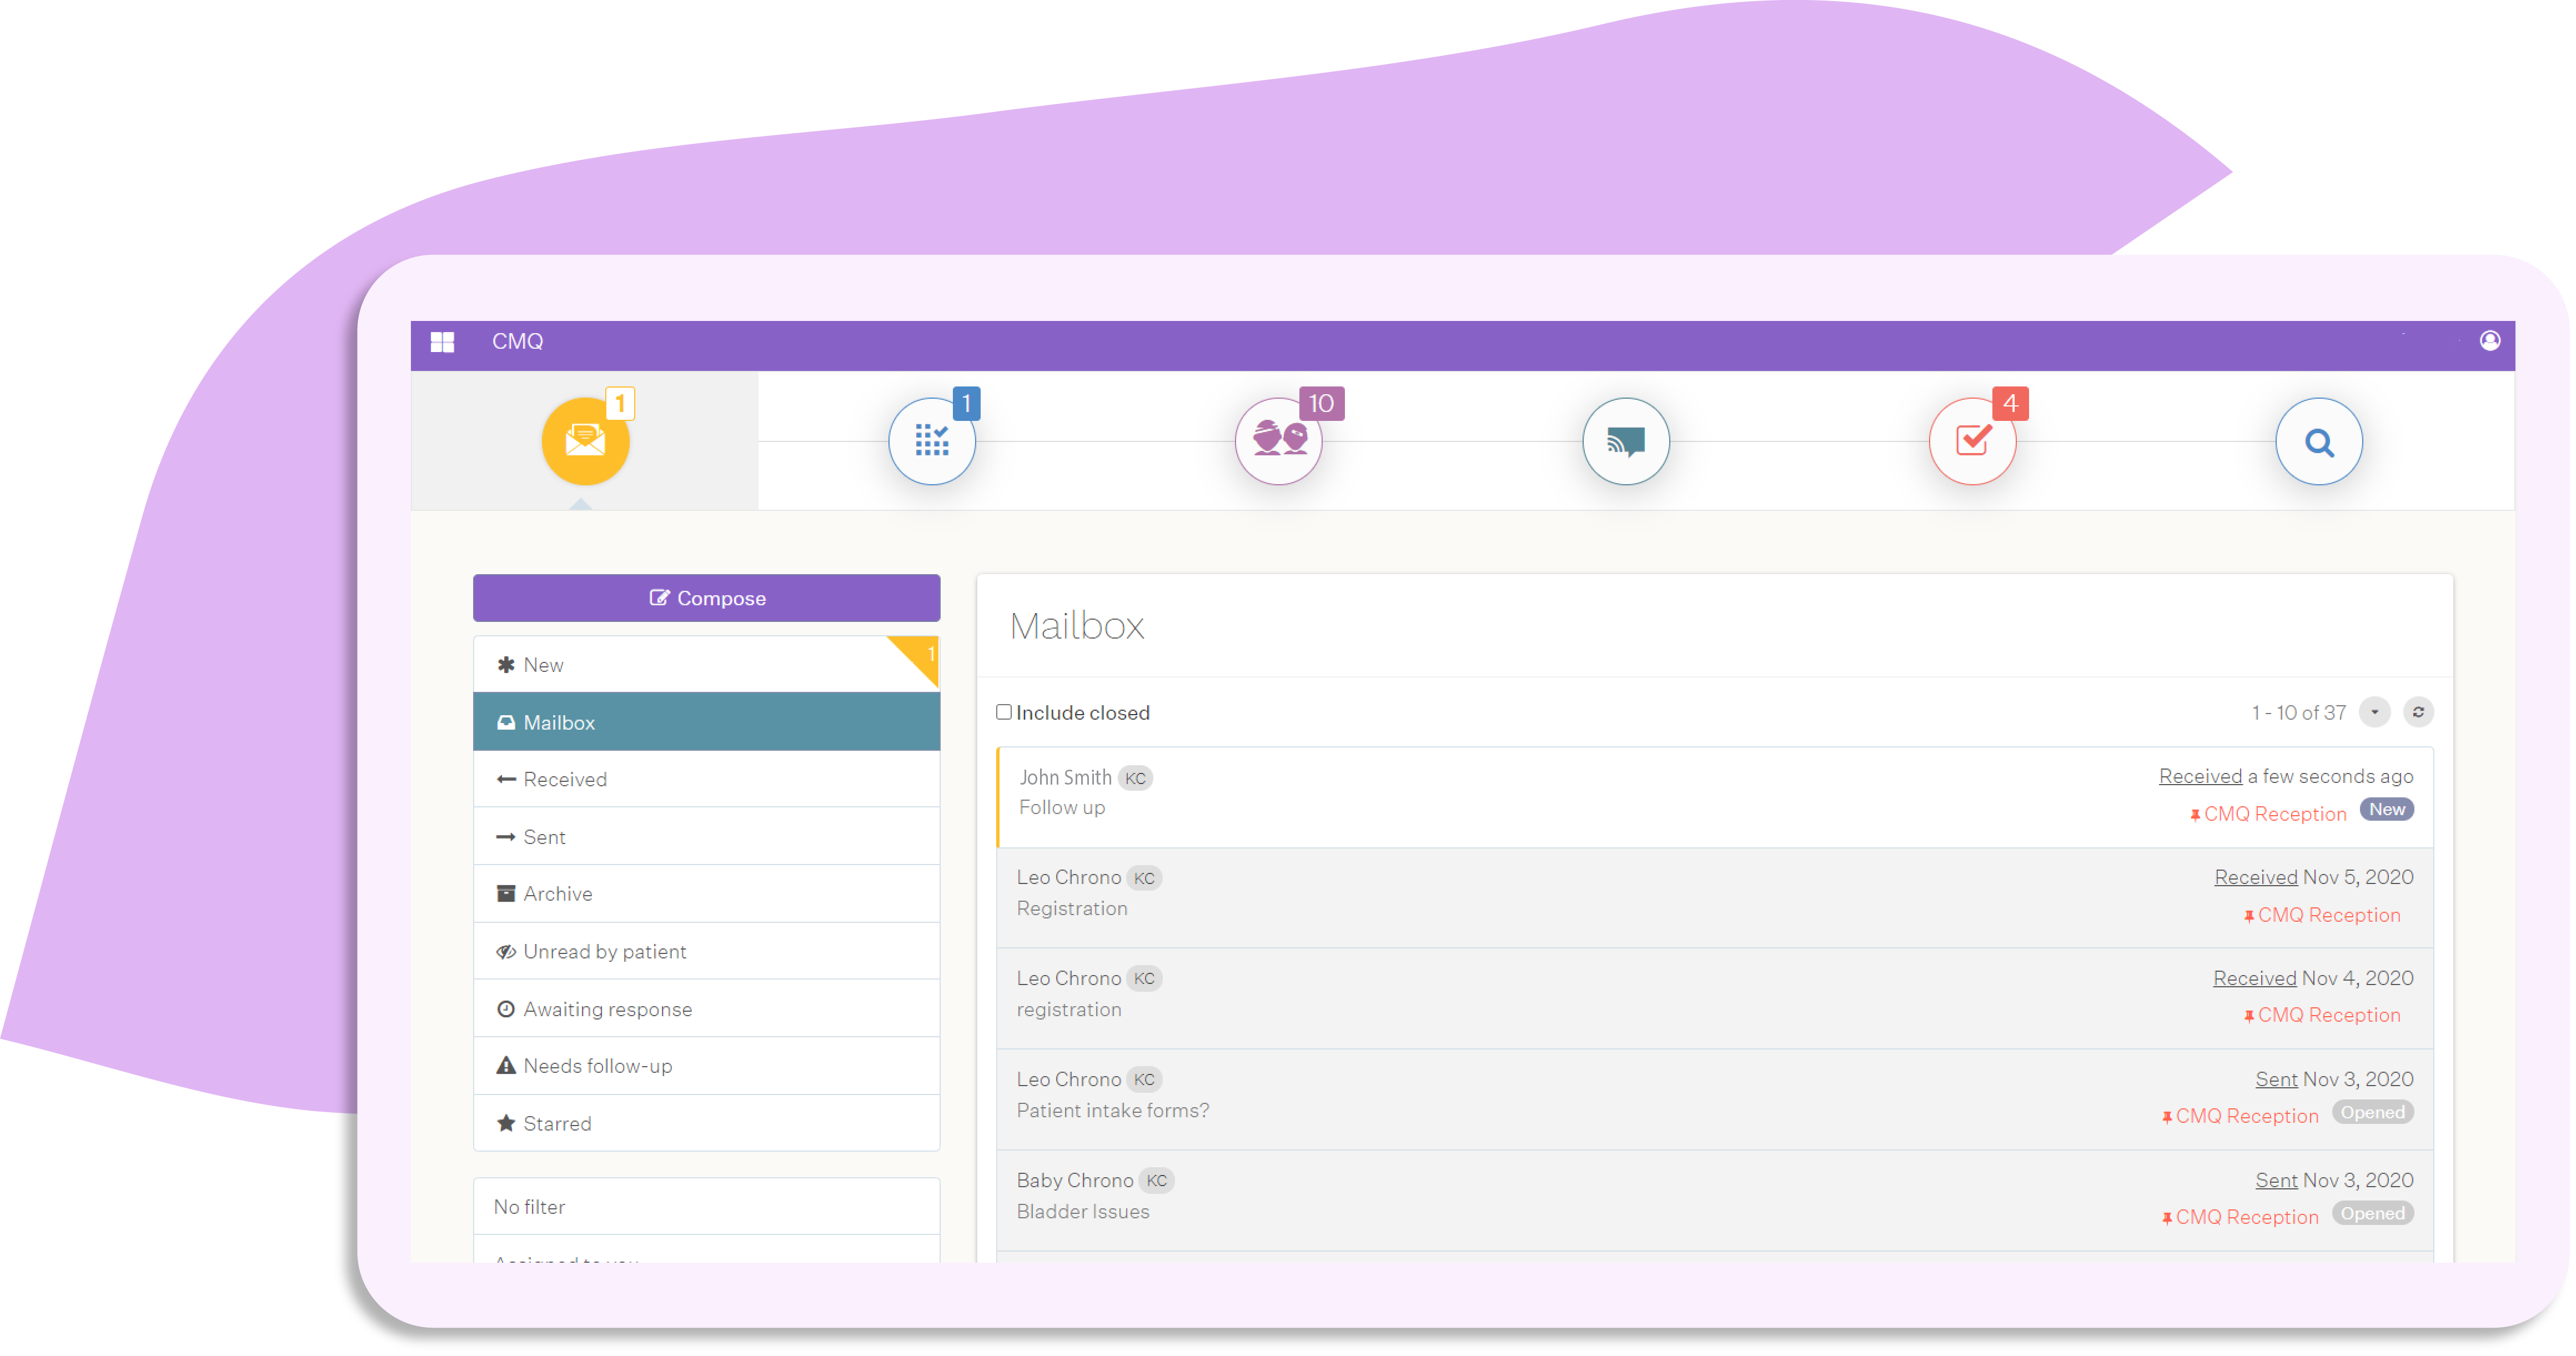 CMQ
1
1
10
4
Compose
New
1
Mailbox
Received
Sent
Archive
Unread by patient
Awaiting response
Needs follow-up
Starred
No filter
Assigned to you
Mailbox
Include closed
1 - 10 of 37
John Smith KC
Received a few seconds ago
Follow up
CMQ Reception New
Leo Chrono KC
Received Nov 5, 2020
Registration
CMQ Reception
Leo Chrono KC
Received Nov 4, 2020
registration
CMQ Reception
Leo Chrono KC
Sent Nov 3, 2020
Patient intake forms?
CMQ Reception Opened
Baby Chrono KC
Sent Nov 3, 2020
Bladder Issues
CMQ Reception Opened